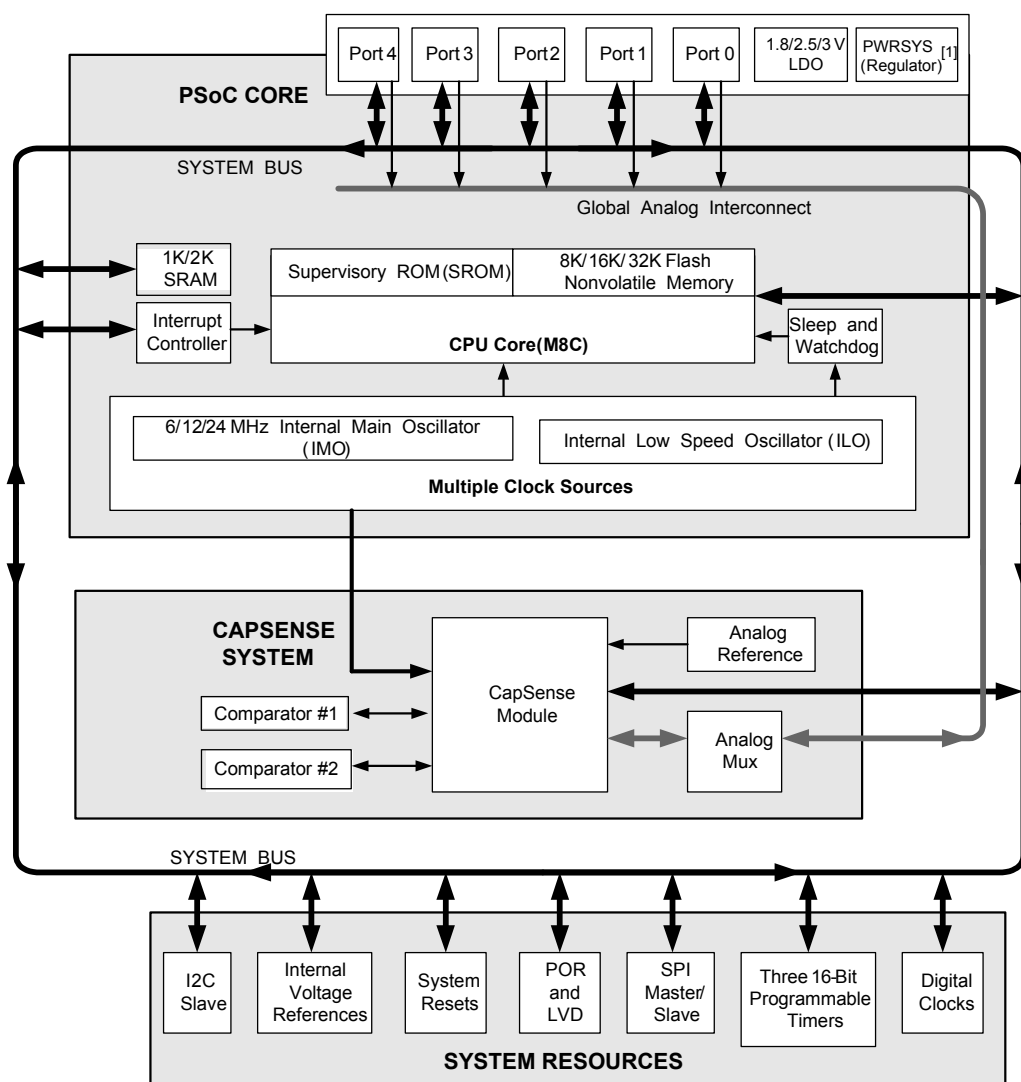 Port 4
Port 3
Port 2
Port 1
Port 0
1.8/2.5/3 V
LDO
PWRSYS [1]
(Regulator)
PSoC CORE
SYSTEM BUS
Global Analog Interconnect
1K/2K
SRAM
Supervisory ROM (SROM)
8K/16K/32K Flash
Nonvolatile Memory
Interrupt
Controller
CPU Core(M8C)
Sleep and
Watchdog
6/12/24 MHz Internal Main Oscillator
(IMO)
Internal Low Speed Oscillator (ILO)
Multiple Clock Sources
CAPSENSE
SYSTEM
CapSense
Module
Analog
Reference
Comparator #1
Comparator #2
Analog
Mux
SYSTEM BUS
I2C
Slave
Internal
Voltage
References
System
Resets
POR
and
LVD
SPI
Master/
Slave
Three 16-Bit
Programmable
Timers
Digital
Clocks
SYSTEM RESOURCES